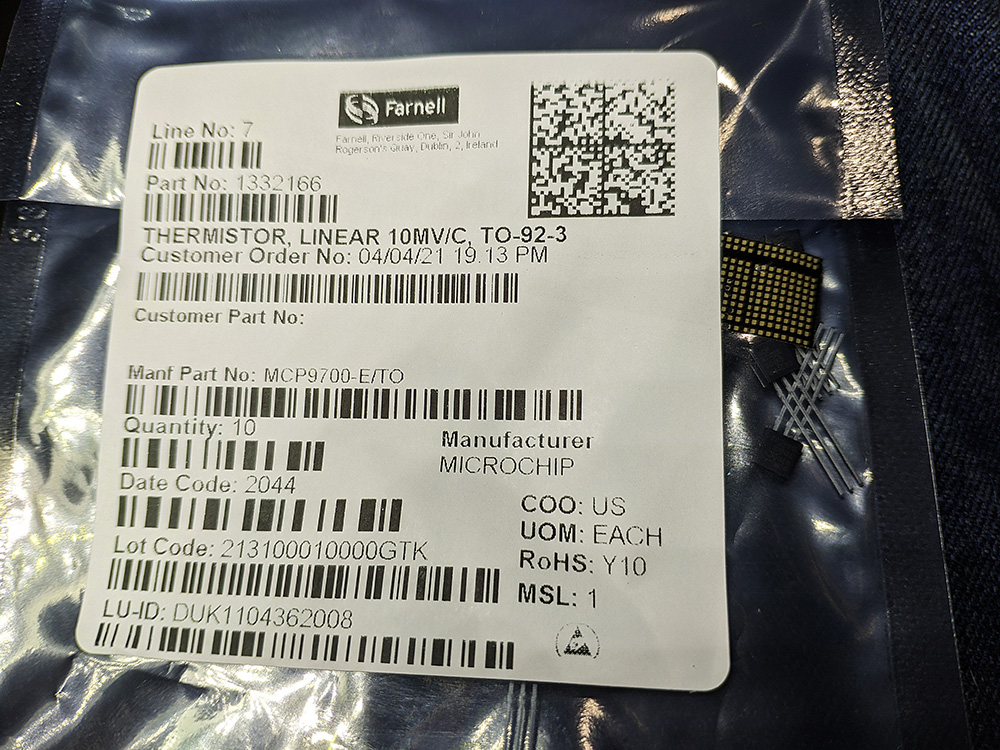 Farnell
Farnell, Riverside One, Sir John
Rogerson's Quay, Dublin, 2, Ireland
Line No: 7
Part No: 1332166
THERMISTOR, LINEAR 10MV/C, TO-92-3
Customer Order No: 04/04/21 19.13 PM
Customer Part No:
Manf Part No: MCP9700-E/TO
Quantity: 10
Manufacturer
MICROCHIP
Date Code: 2044
COO: US
UOM: EACH
Lot Code: 213100010000GTK
RoHS: Y10
MSL: 1
LU-ID: DUK1104362008